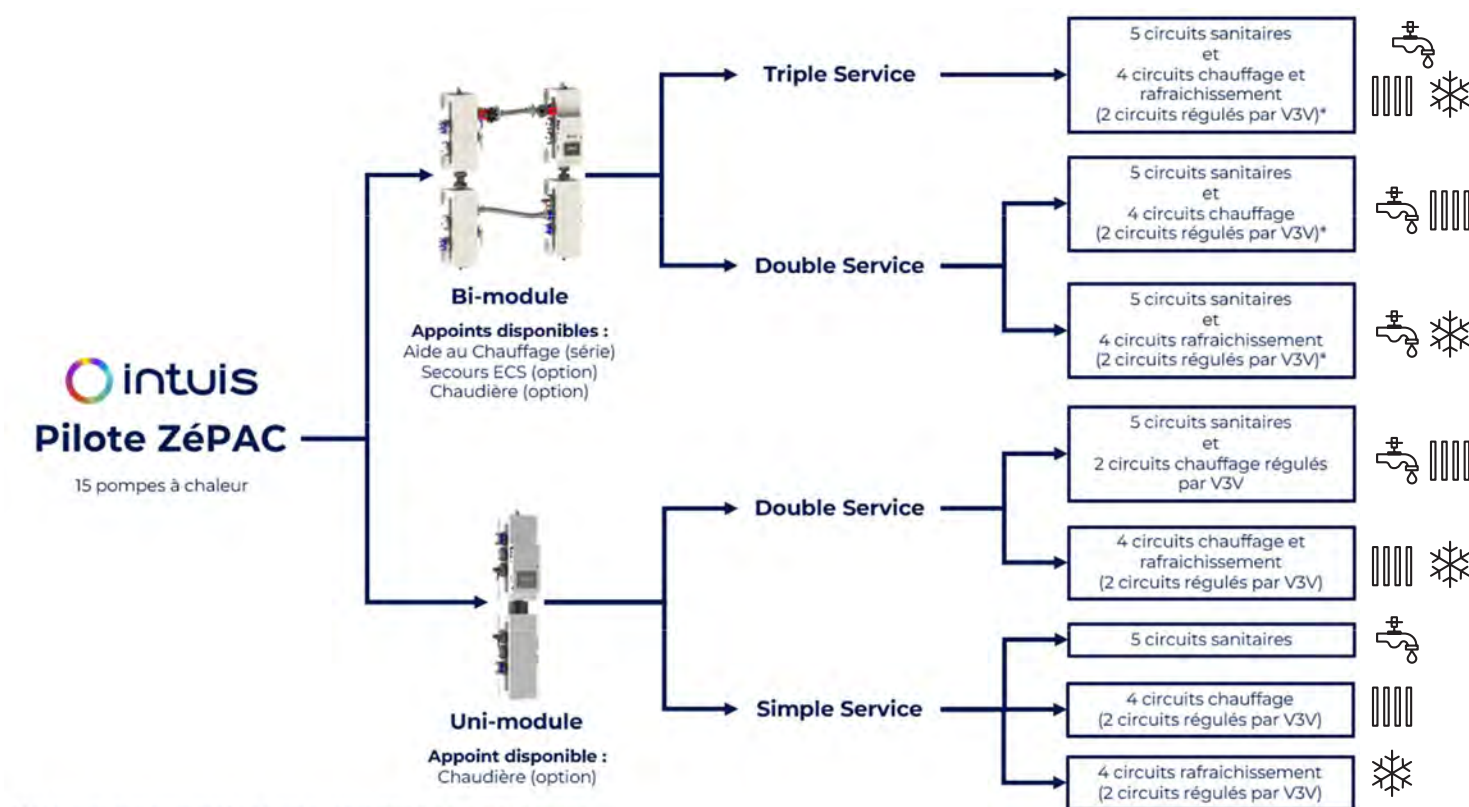 intuis
Pilote ZéPAC
15 pompes à chaleur
Bi-module
Appoints disponibles :
Aide au Chauffage (série)
Secours ECS (option)
Chaudière (option)
Triple Service
5 circuits sanitaires
et
4 circuits chauffage et
rafraichissement
(2 circuits régulés par V3V)*
Double Service
5 circuits sanitaires
et
4 circuits chauffage
(2 circuits régulés par V3V)*
5 circuits sanitaires
et
4 circuits rafraichissement
(2 circuits régulés par V3V)*
Uni-module
Appoint disponible :
Chaudière (option)
Double Service
5 circuits sanitaires
et
2 circuits chauffage régulés
par V3V
4 circuits chauffage et
rafraichissement
(2 circuits régulés par V3V)
Simple Service
5 circuits sanitaires
4 circuits chauffage
(2 circuits régulés par V3V)
4 circuits rafraichissement
(2 circuits régulés par V3V)